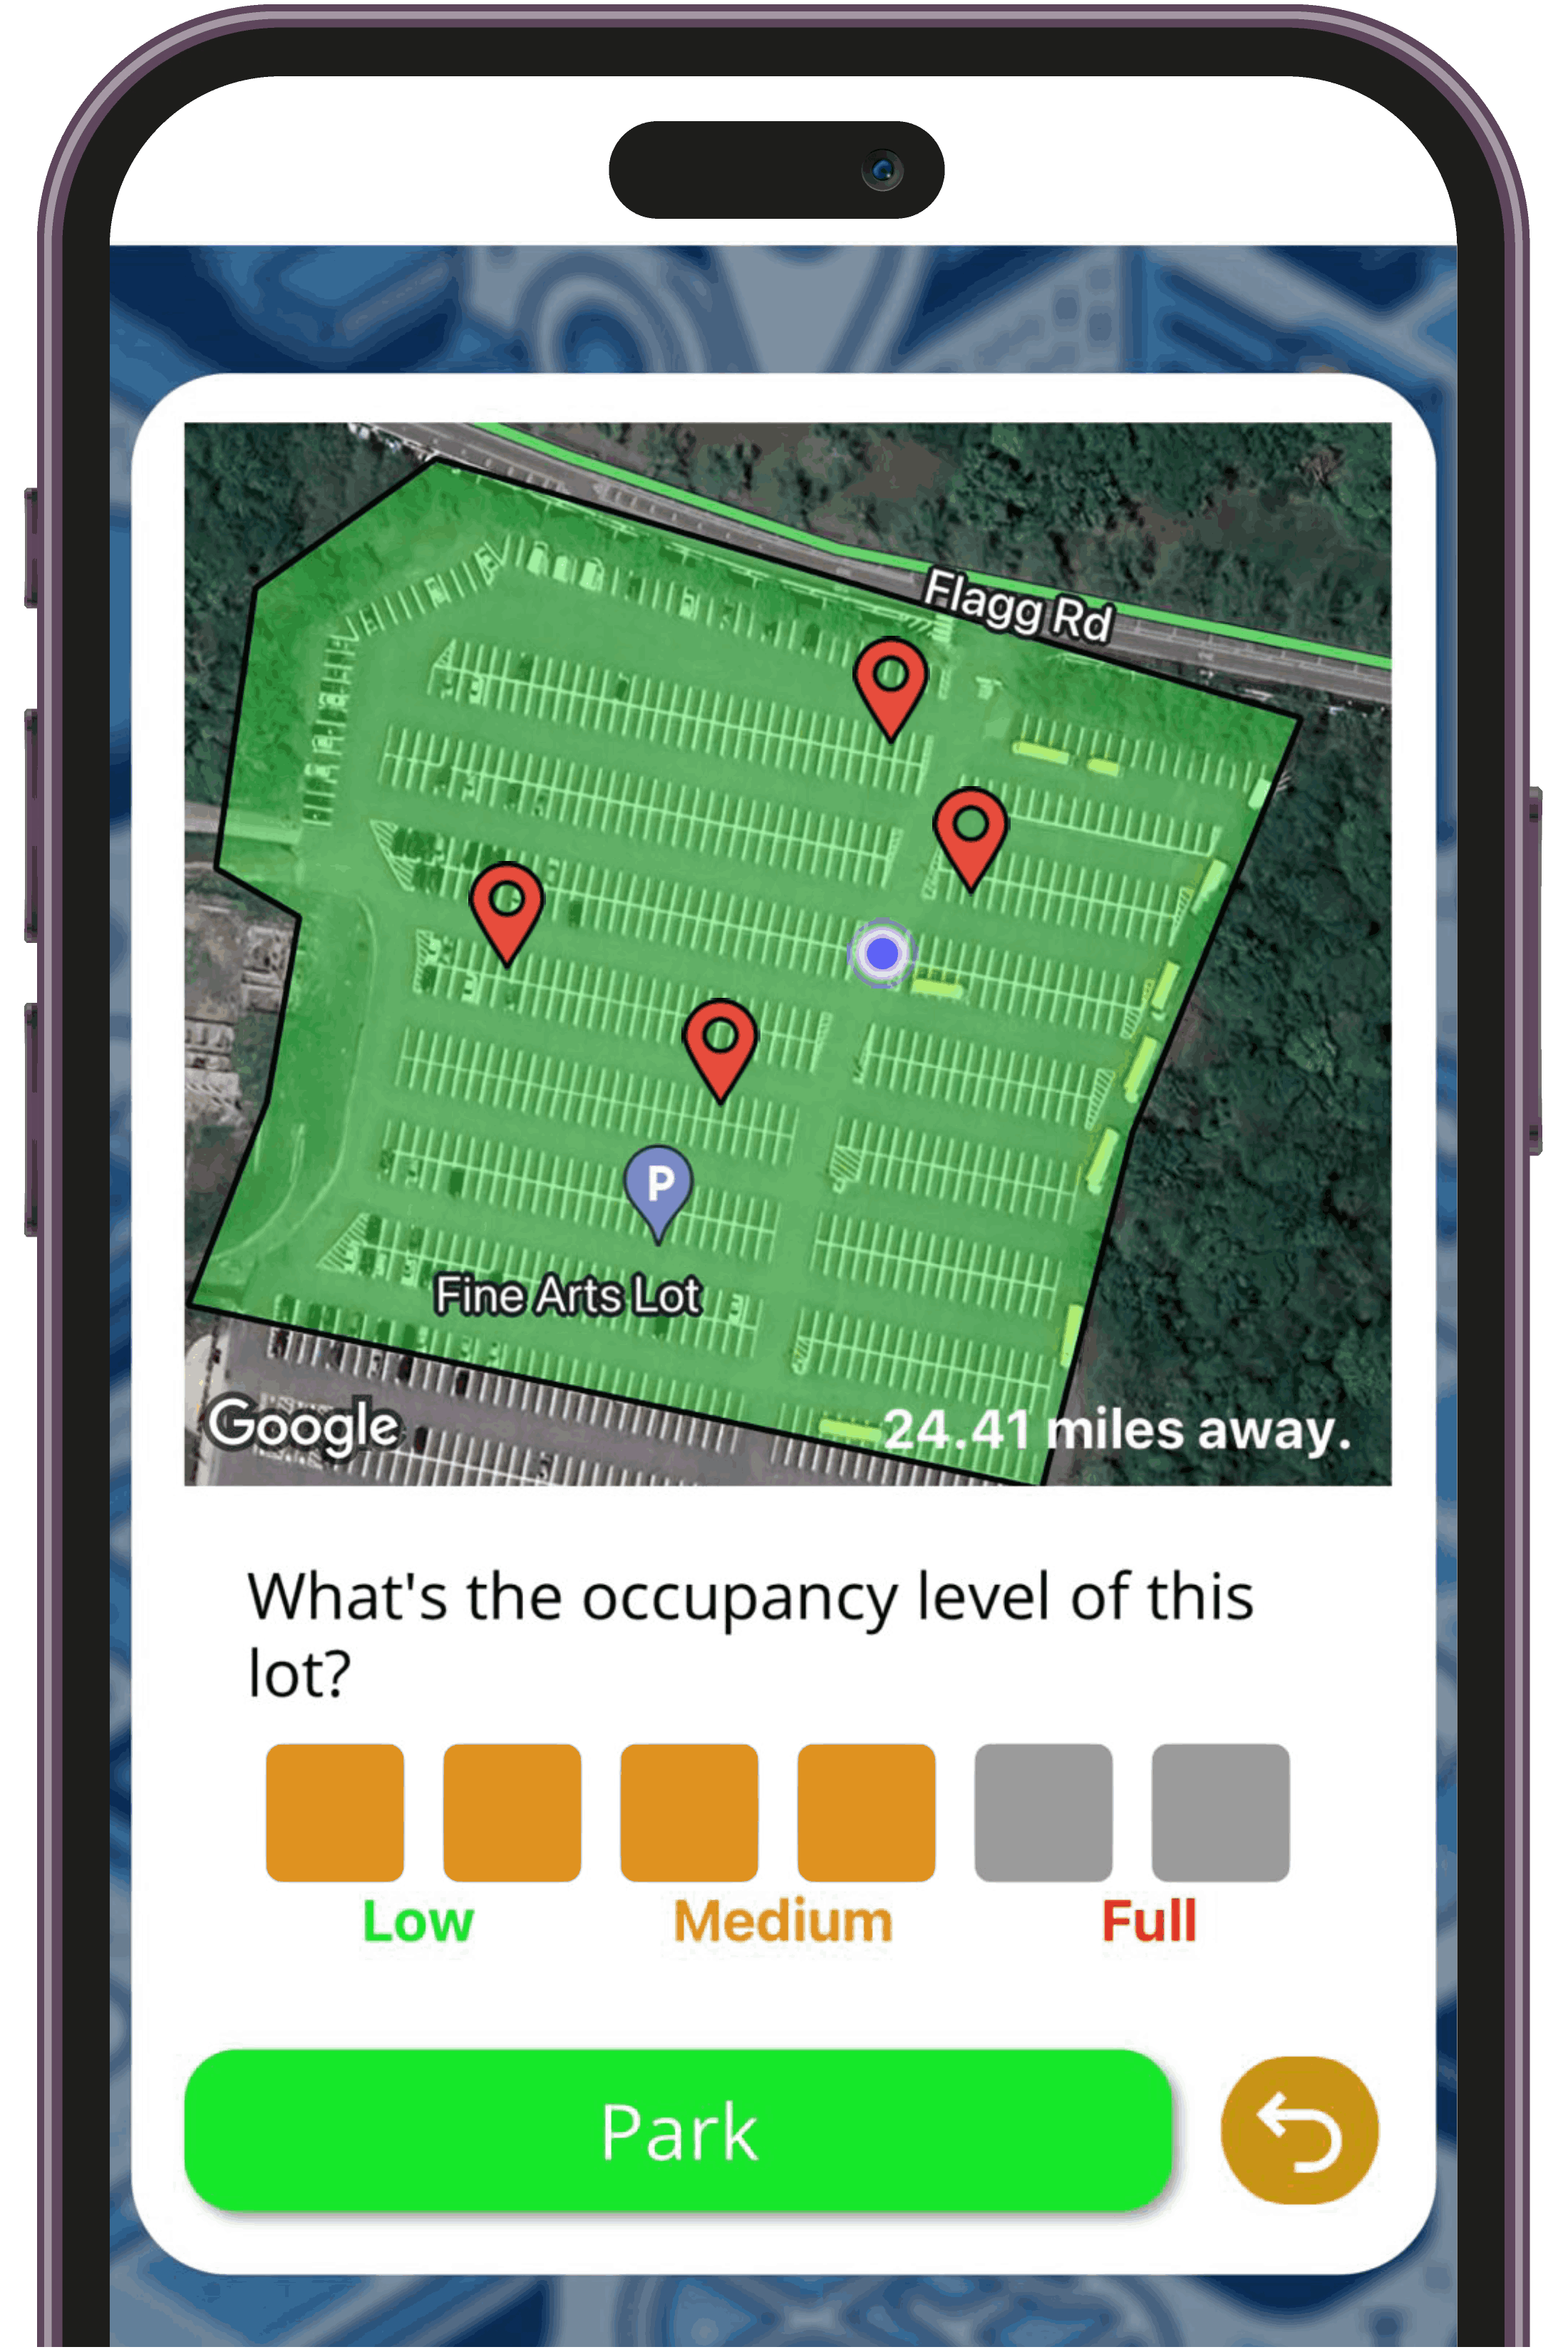 Flagg Rd
P
Fine Arts Lot
Google
24.41 miles away.
What's the occupancy level of this
lot?
Low Medium Full
Park